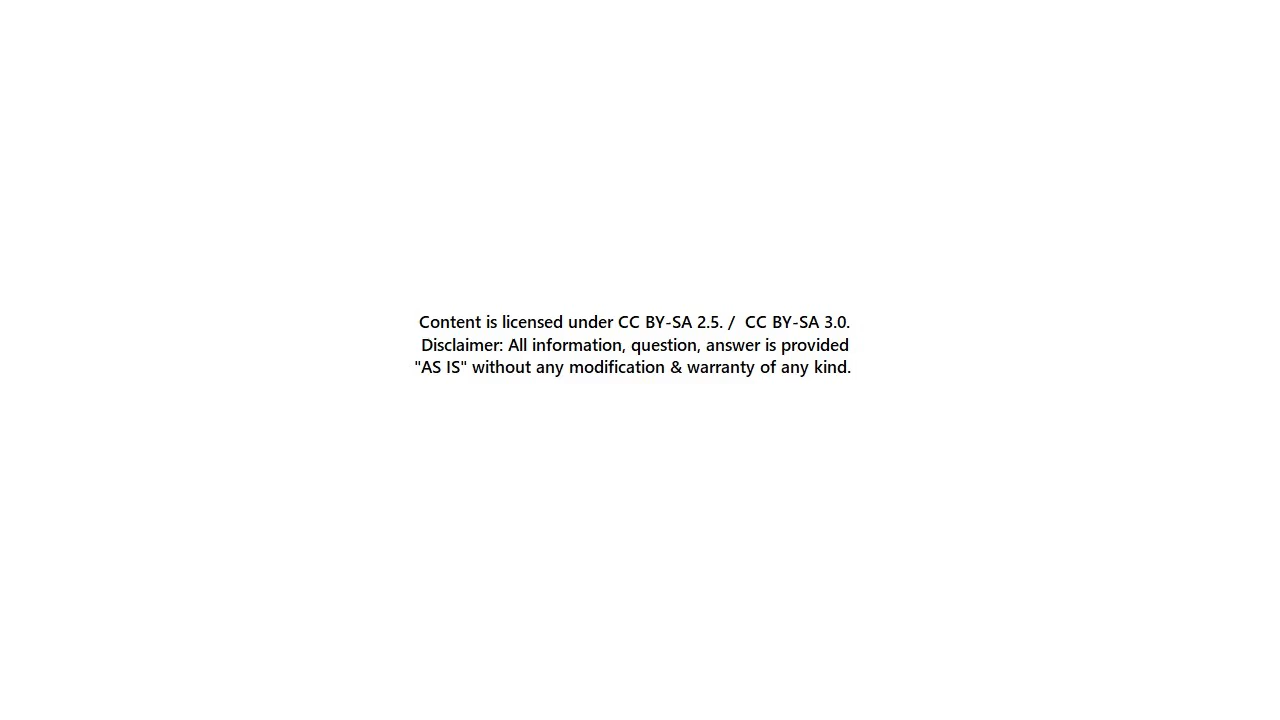 Content is licensed under CC BY-SA 2.5. /  CC BY-SA 3.0.
Disclaimer: All information, question, answer is provided
"AS IS" without any modification & warranty of any kind.